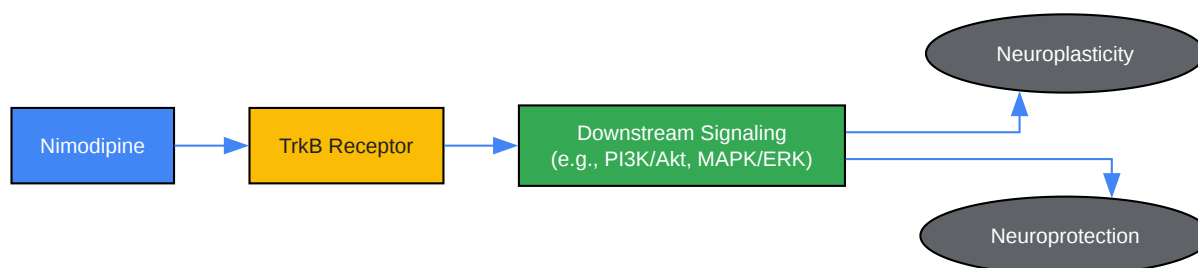 Nimodipine
TrkB Receptor
Downstream Signaling
(e.g., PI3K/Akt, MAPK/ERK)
Neuroplasticity
Neuroprotection